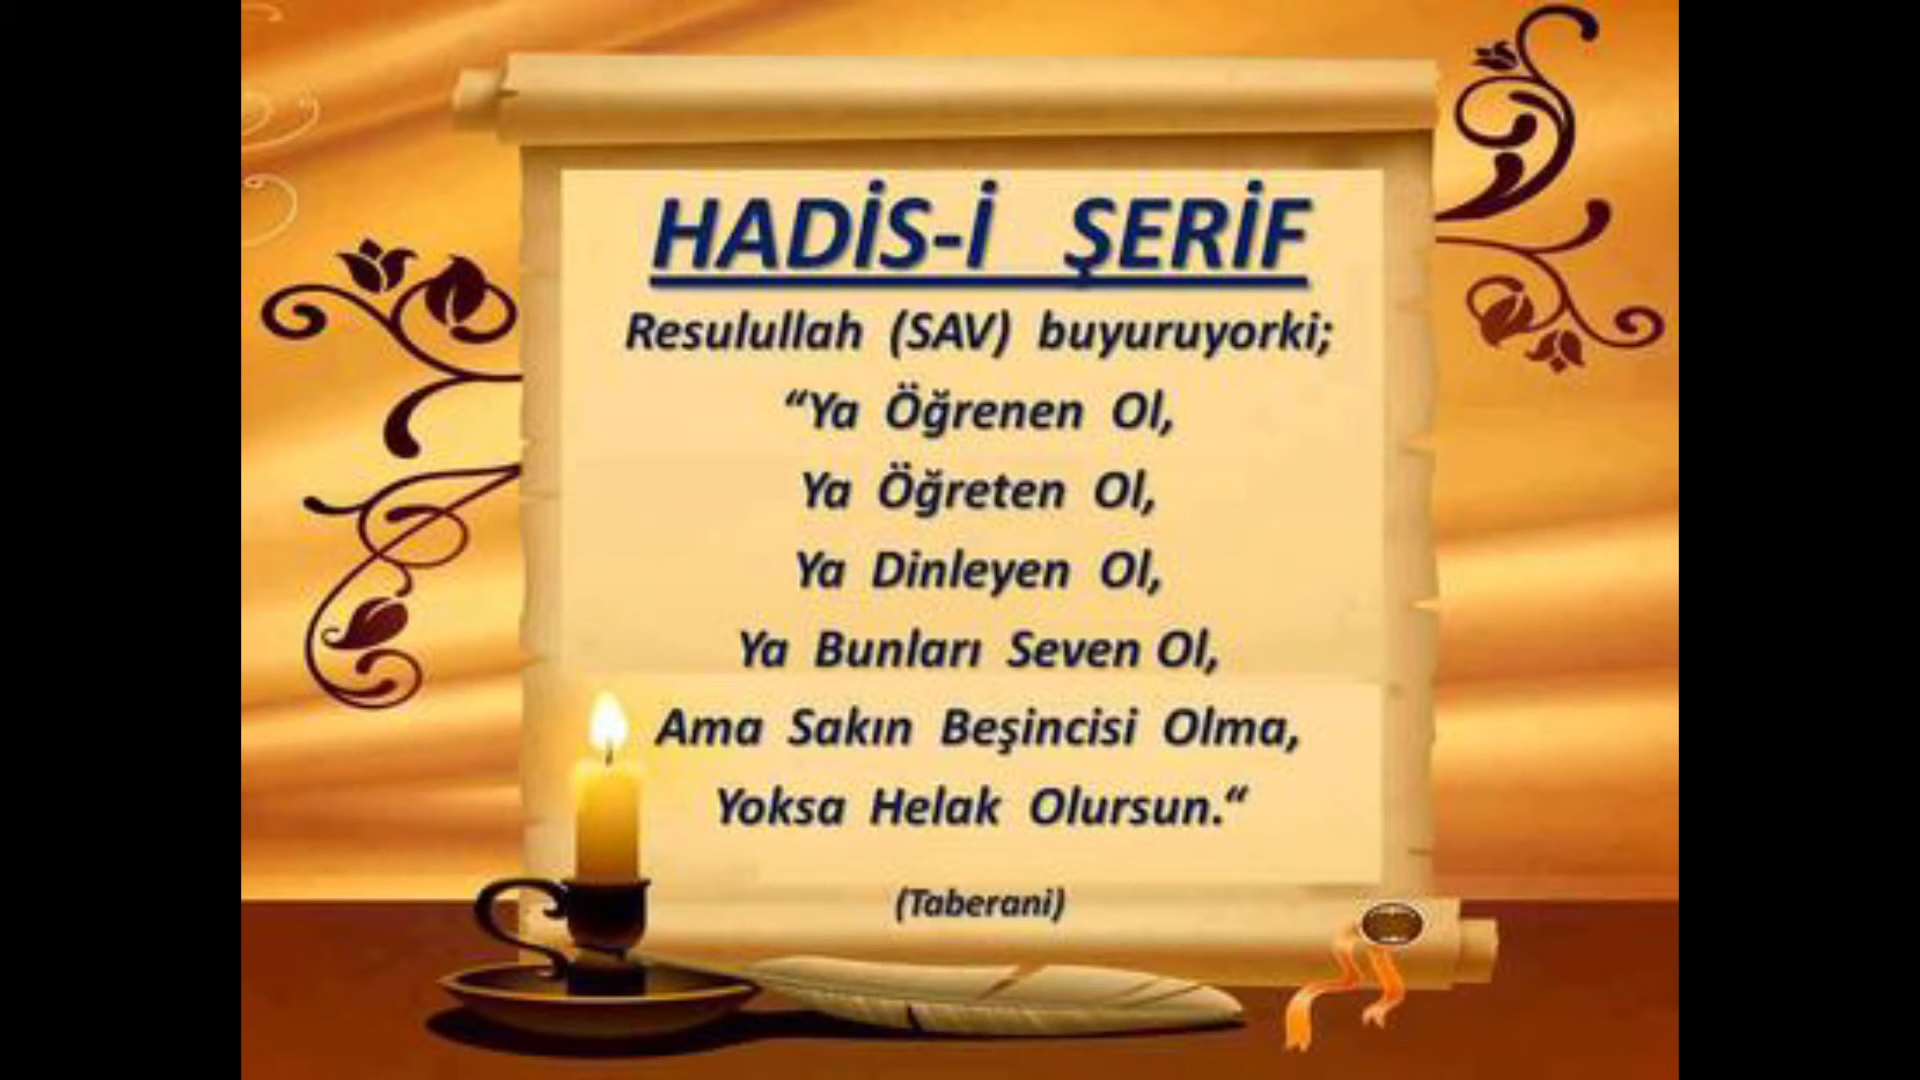 HADİS-İ ŞERİF
Resulullah (SAV) buyuruyorki;
“Ya Öğrenen Ol,
Ya Öğreten Ol,
Ya Dinleyen Ol,
Ya Bunları Seven Ol,
Ama Sakın Beşincisi Olma,
Yoksa Helak Olursun.“
(Taberani)